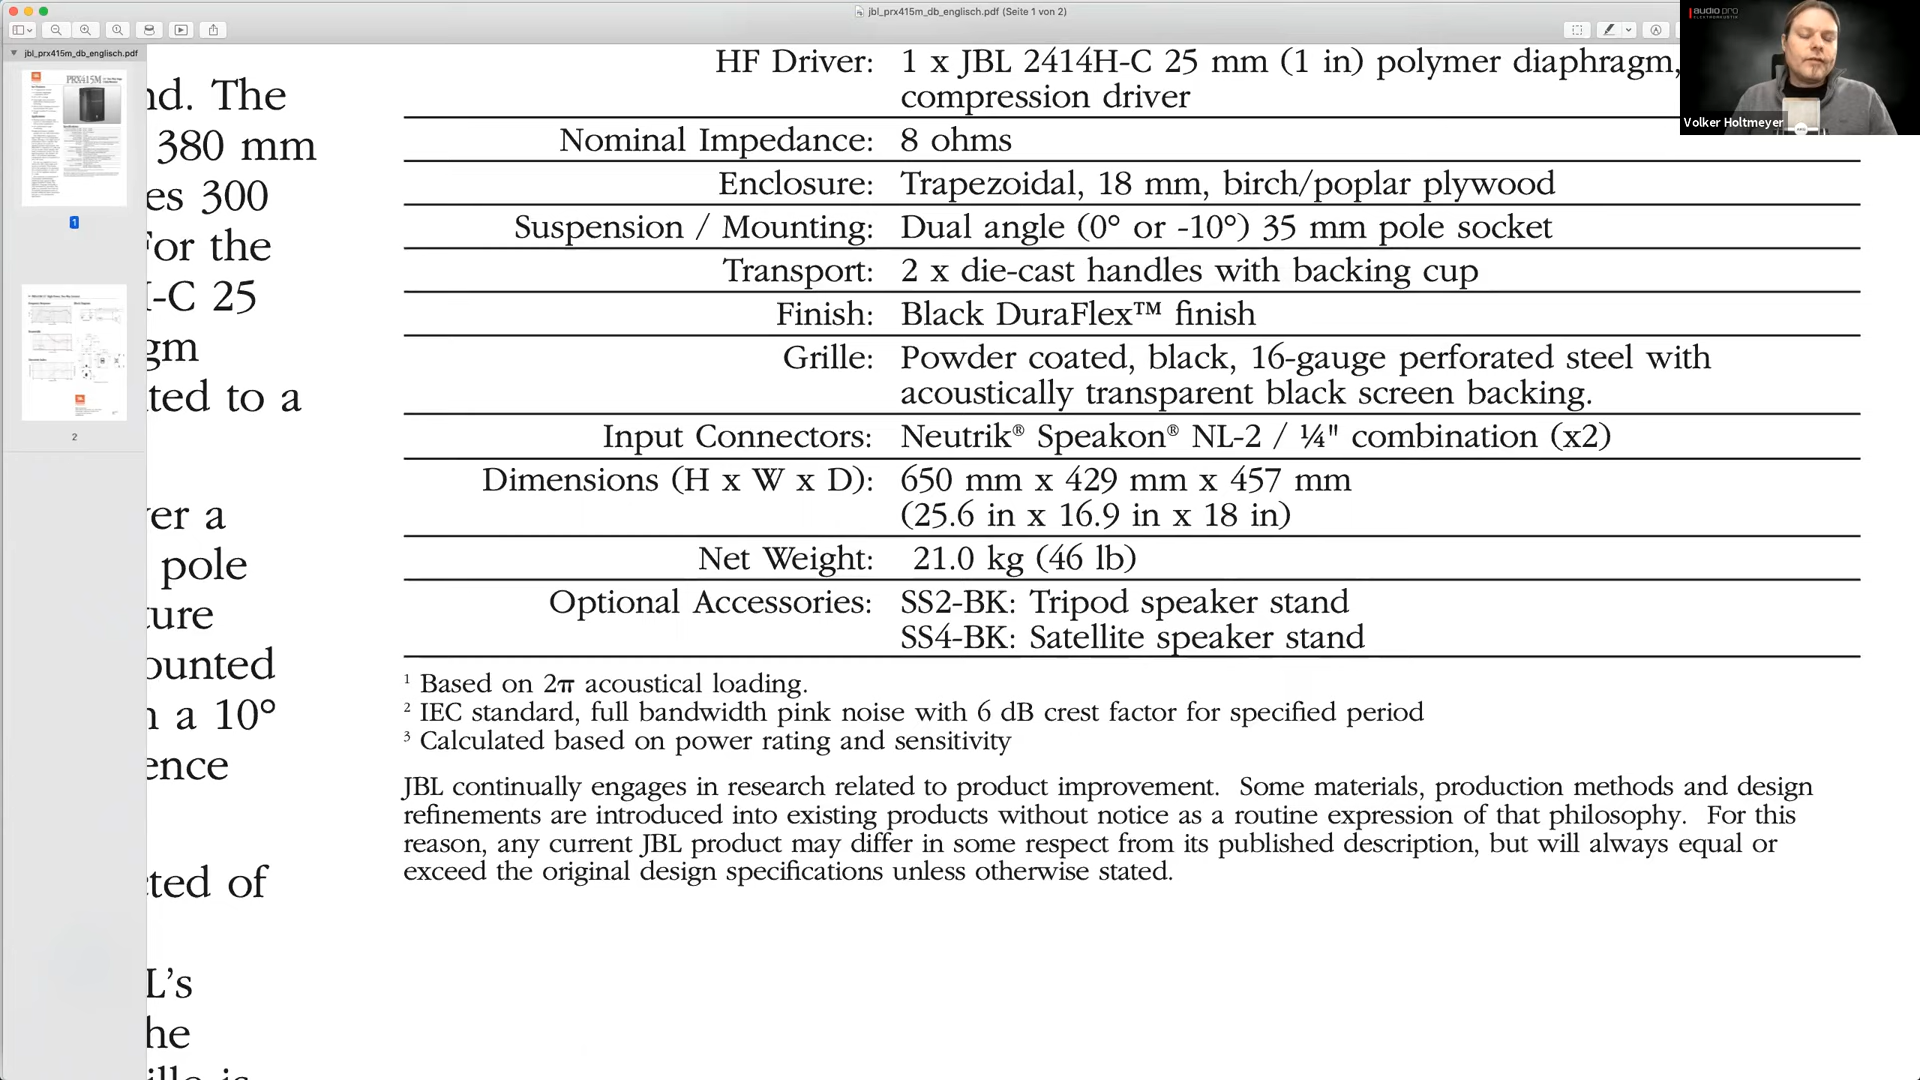 jbl_prx415m_db_englisch.pdf (Seite 1 von 2)
jbl_prx415m_db_englisch.pdf
PRX415M
1
2
nd. The
380 mm
es 300
For the
H-C 25
gm
ted to a
ver a
pole
ture
ounted
n a 10°
ence
cted of
L's
he
HF Driver: 1 x JBL 2414H-C 25 mm (1 in) polymer diaphragm,
compression driver
Nominal Impedance: 8 ohms
Enclosure: Trapezoidal, 18 mm, birch/poplar plywood
Suspension / Mounting: Dual angle (0° or -10°) 35 mm pole socket
Transport: 2 x die-cast handles with backing cup
Finish: Black DuraFlex™ finish
Grille: Powder coated, black, 16-gauge perforated steel with
acoustically transparent black screen backing.
Input Connectors: Neutrik® Speakon® NL-2 / ¼" combination (x2)
Dimensions (H x W x D): 650 mm x 429 mm x 457 mm
(25.6 in x 16.9 in x 18 in)
Net Weight: 21.0 kg (46 lb)
Optional Accessories: SS2-BK: Tripod speaker stand
SS4-BK: Satellite speaker stand
¹ Based on 2π acoustical loading.
² IEC standard, full bandwidth pink noise with 6 dB crest factor for specified period
³ Calculated based on power rating and sensitivity
JBL continually engages in research related to product improvement. Some materials, production methods and design
refinements are introduced into existing products without notice as a routine expression of that philosophy. For this
reason, any current JBL product may differ in some respect from its published description, but will always equal or
exceed the original design specifications unless otherwise stated.
audio pro
Volker Holtmeyer